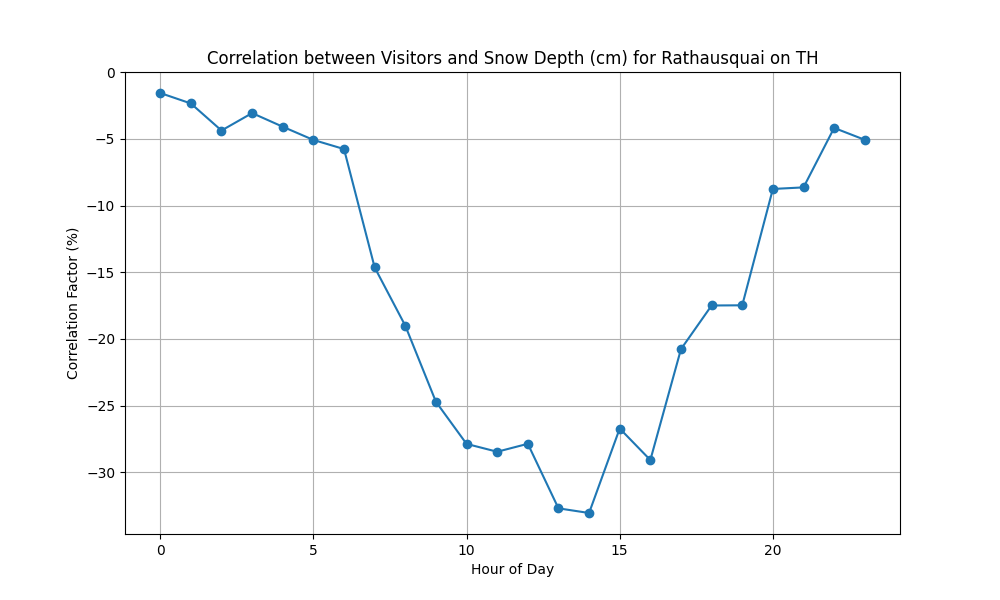 Correlation between Visitors and Snow Depth (cm) for Rathausquai on TH
0
−5
−10
−15
−20
−25
−30
Correlation Factor (%)
0 5 10 15 20
Hour of Day